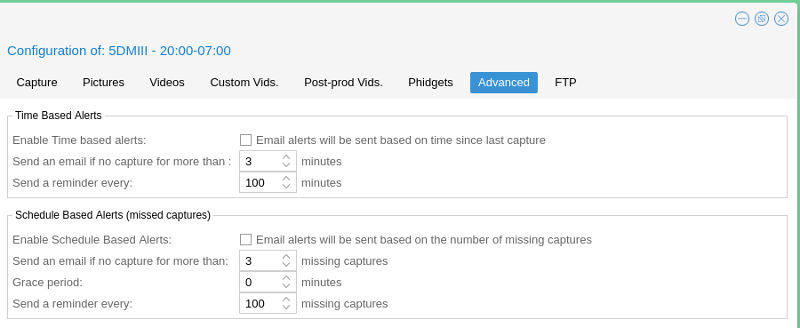 Configuration of: 5DMIII - 20:00-07:00
Capture Pictures Videos Custom Vids. Post-prod Vids. Phidgets Advanced FTP
Time Based Alerts
Enable Time based alerts: Email alerts will be sent based on time since last capture
Send an email if no capture for more than : 3 minutes
Send a reminder every: 100 minutes
Schedule Based Alerts (missed captures)
Enable Schedule Based Alerts: Email alerts will be sent based on the number of missing captures
Send an email if no capture for more than: 3 missing captures
Grace period: 0 minutes
Send a reminder every: 100 missing captures